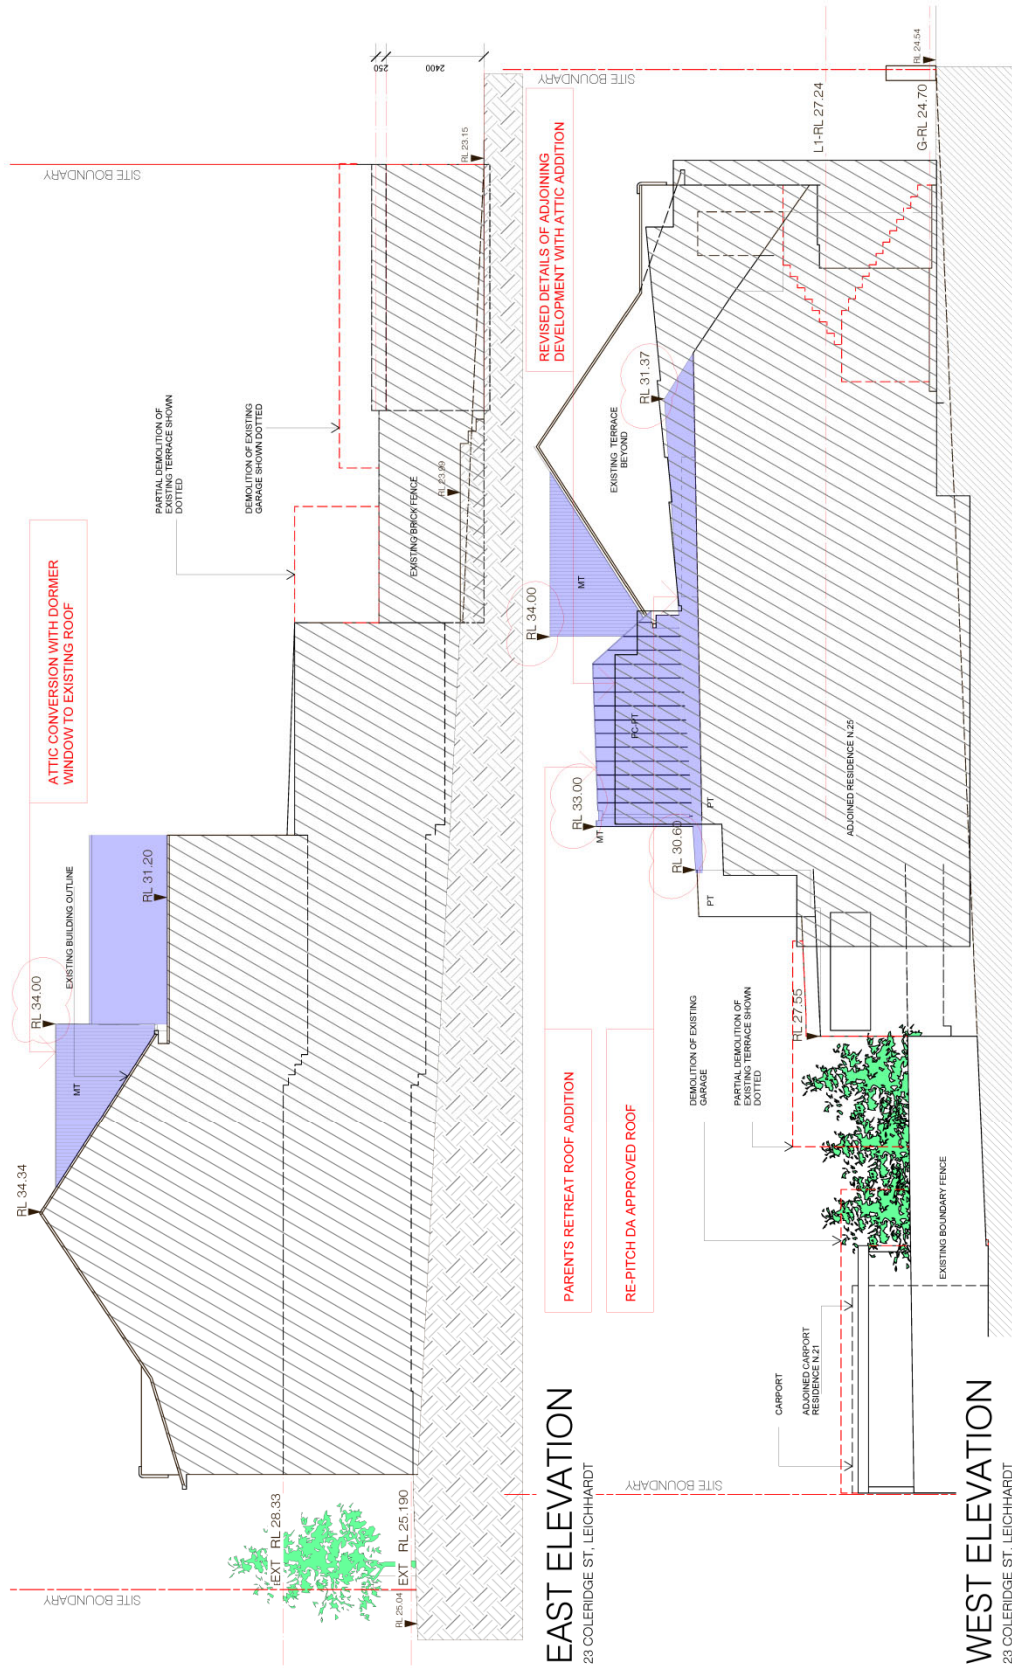 SITE BOUNDARY
RL 25.04
EXT RL 28.33
EXT RL 25.190
RL 34.34
MT
RL 34.00
EXISTING BUILDING OUTLINE
RL 31.20
ATTIC CONVERSION WITH DORMER
WINDOW TO EXISTING ROOF
PARTIAL DEMOLITION OF
EXISTING TERRACE SHOWN
DOTTED
DEMOLITION OF EXISTING
GARAGE SHOWN DOTTED
EXISTING BRICK FENCE
RL 23.99
RL 23.15
SITE BOUNDARY
250
2400
EAST ELEVATION
23 COLERIDGE ST, LEICHHARDT
PARENTS RETREAT ROOF ADDITION
RE-PITCH DA APPROVED ROOF
REVISED DETAILS OF ADJOINING
DEVELOPMENT WITH ATTIC ADDITION
SITE BOUNDARY
CARPORT
ADJOINED CARPORT
RESIDENCE N.21
EXISTING BOUNDARY FENCE
DEMOLITION OF EXISTING
GARAGE
PARTIAL DEMOLITION OF
EXISTING TERRACE SHOWN
DOTTED
RL 27.55
RL 30.60
PT
PT
MT
RL 33.00
RL 34.00
MT
EXISTING TERRACE
BEYOND
RL 31.37
ADJOINED RESIDENCE N.25
L1-RL 27.24
G-RL 24.70
RL 24.54
SITE BOUNDARY
WEST ELEVATION
23 COLERIDGE ST, LEICHHARDT